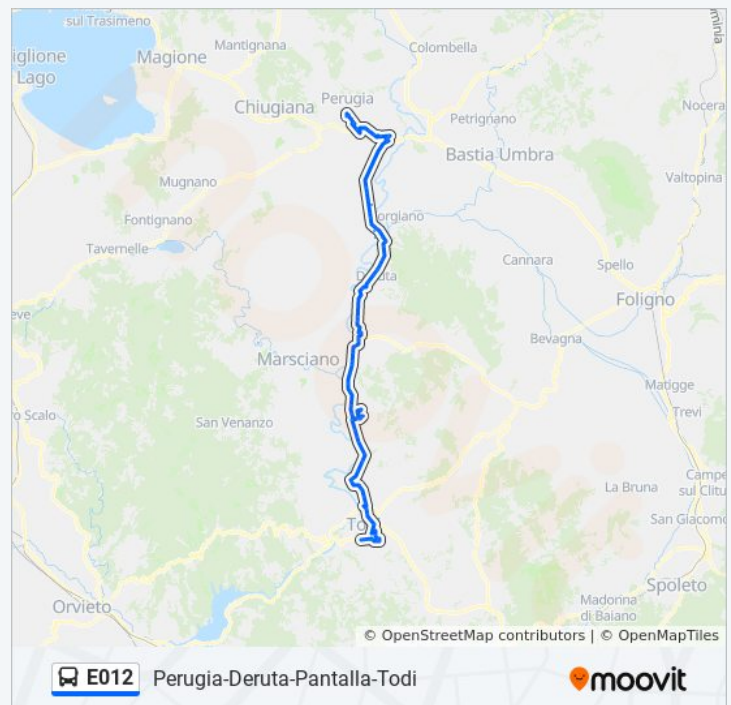 sul Trasimeno
Mantignana
Colombella
iglione
Lago
Magione
Chiugiana
Perugia
Petrignano
Nocera
Bastia Umbra
Valtopina
Mugnano
orgiano
Fontignano
Tavernelle
Cannara
Spello
Foligno
Bevagna
Marsciano
Matigge
Trevi
o Scalo
San Venanzo
La Bruna
Campe
sul Clitu
San Giacomo
To
Spoleto
Orvieto
Madonna
di Baiano
© OpenStreetMap contributors | © OpenMapTiles
E012 Perugia-Deruta-Pantalla-Todi
moovit